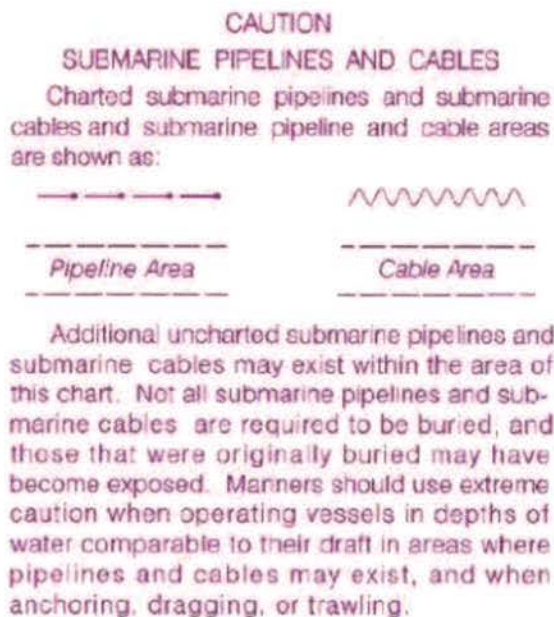 CAUTION
SUBMARINE PIPELINES AND CABLES
Charted submarine pipelines and submarine
cables and submarine pipeline and cable areas
are shown as:
Pipeline Area
Cable Area
Additional uncharted submarine pipelines and
submarine cables may exist within the area of
this chart. Not all submarine pipelines and sub-
marine cables are required to be buried, and
those that were originally buried may have
become exposed. Mariners should use extreme
caution when operating vessels in depths of
water comparable to their draft in areas where
pipelines and cables may exist, and when
anchoring, dragging, or trawling.